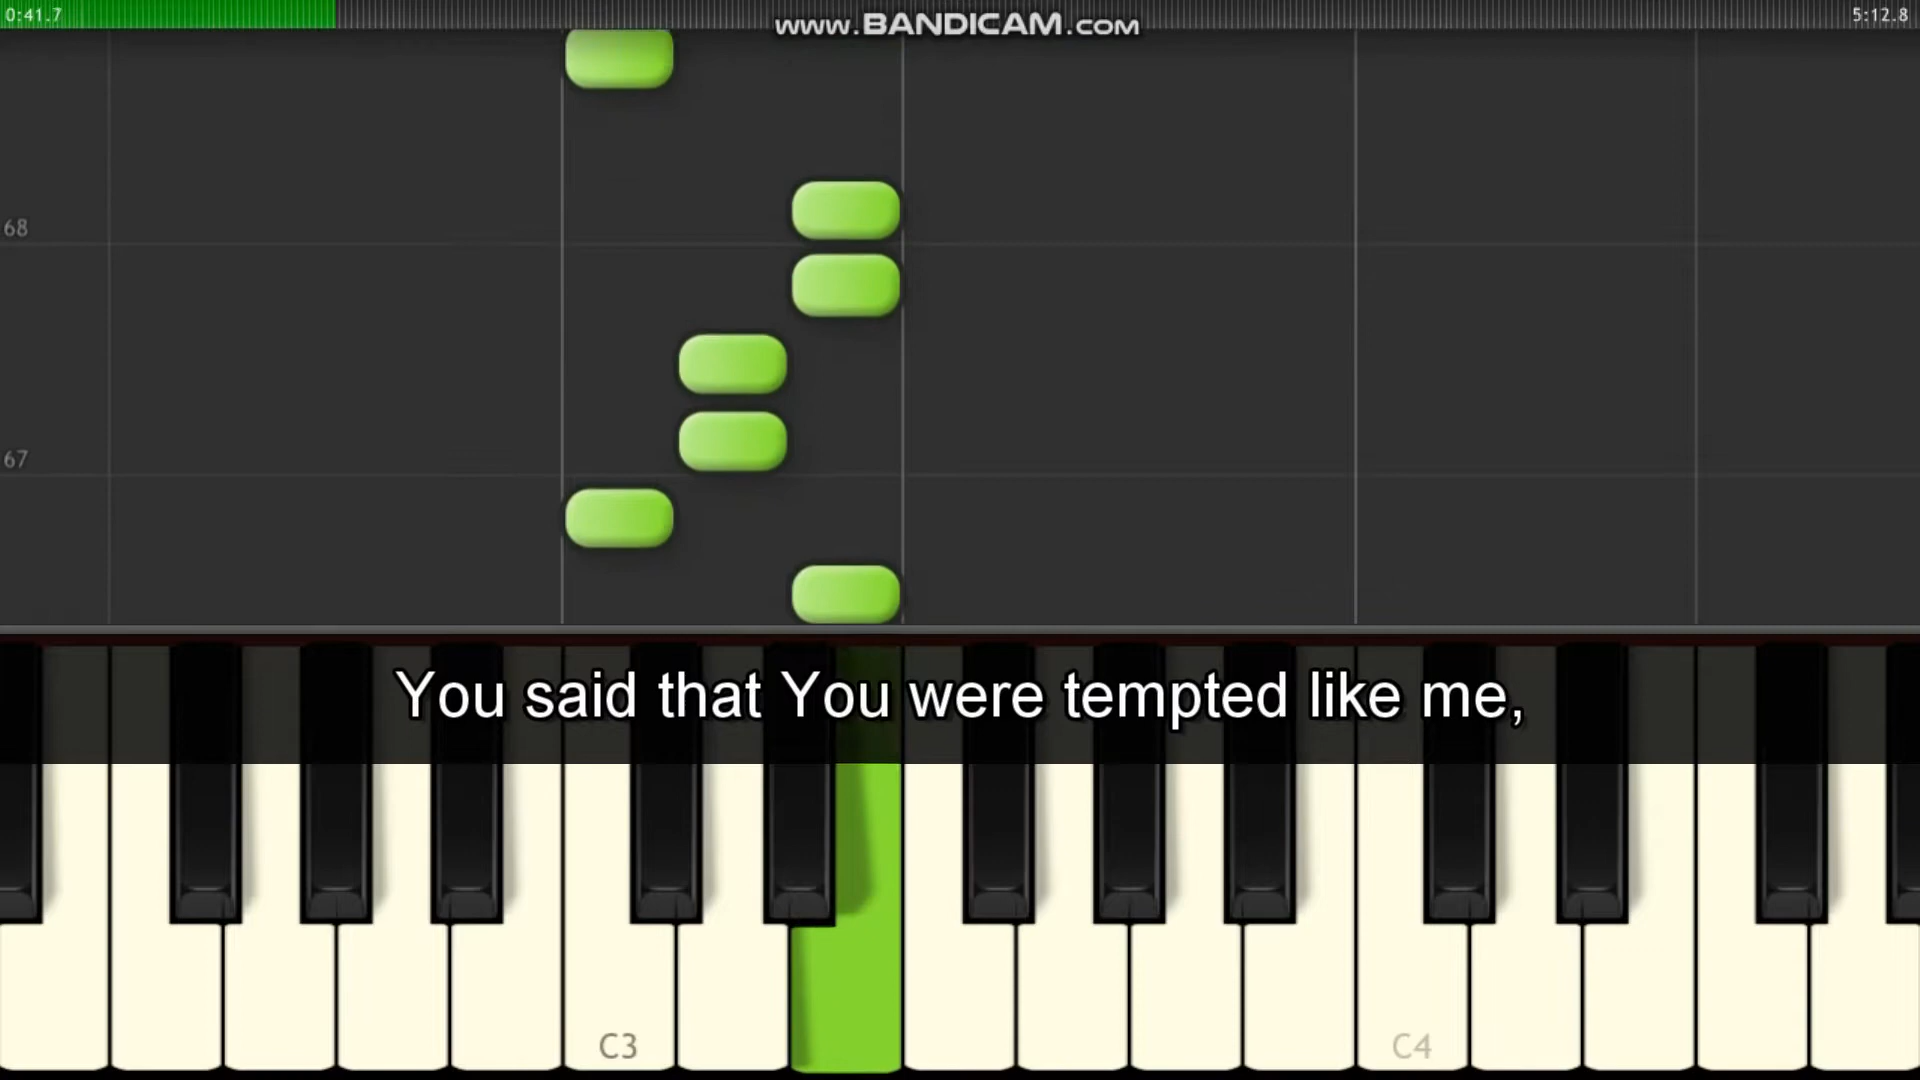 0:41.7
www.BANDICAM.com
5:12.8
68
67
You said that You were tempted like me,
C3
C4